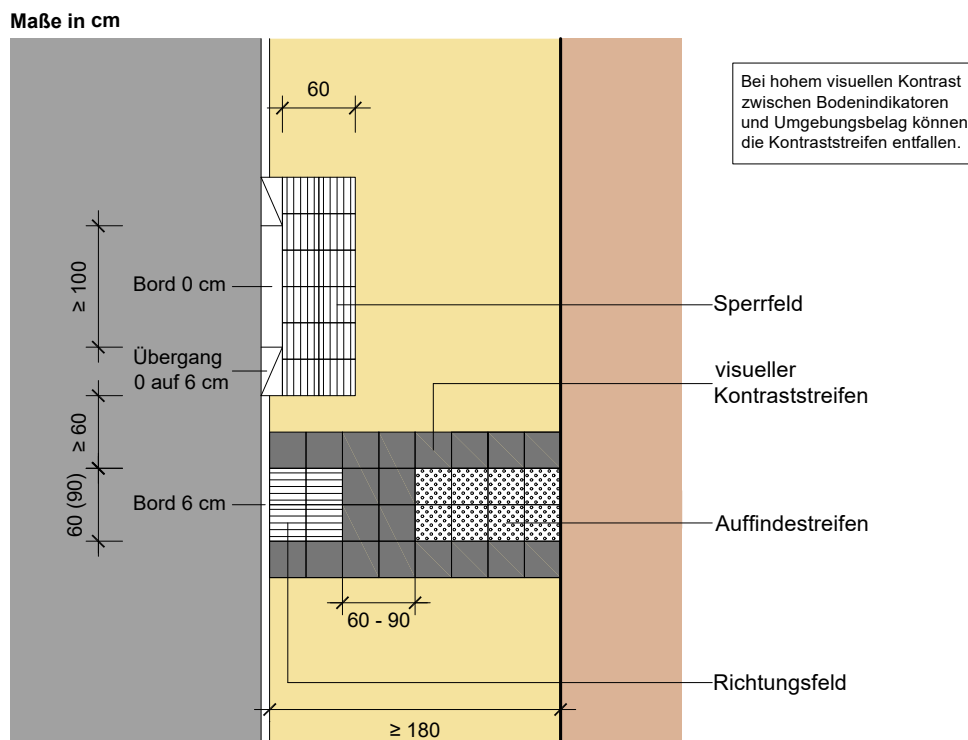 Maße in cm
60
Bei hohem visuellen Kontrast
zwischen Bodenindikatoren
und Umgebungsbelag können
die Kontraststreifen entfallen.
≥ 100
Bord 0 cm
Sperrfeld
Übergang
0 auf 6 cm
visueller
Kontraststreifen
≥ 60
60 (90)
Bord 6 cm
Auffindestreifen
60 - 90
Richtungsfeld
≥ 180